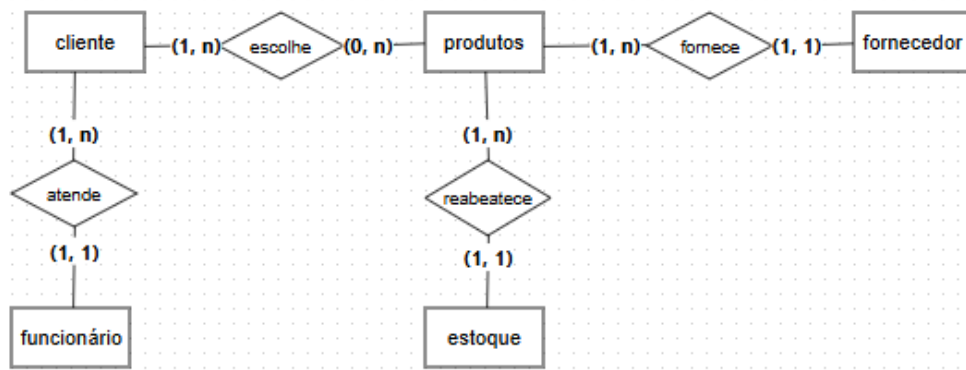 cliente (1, n) escolhe (0, n) produtos (1, n) fornece (1, 1) fornecedor
(1, n) (1, n)
atende reabeatece
(1, 1) (1, 1)
funcionário estoque